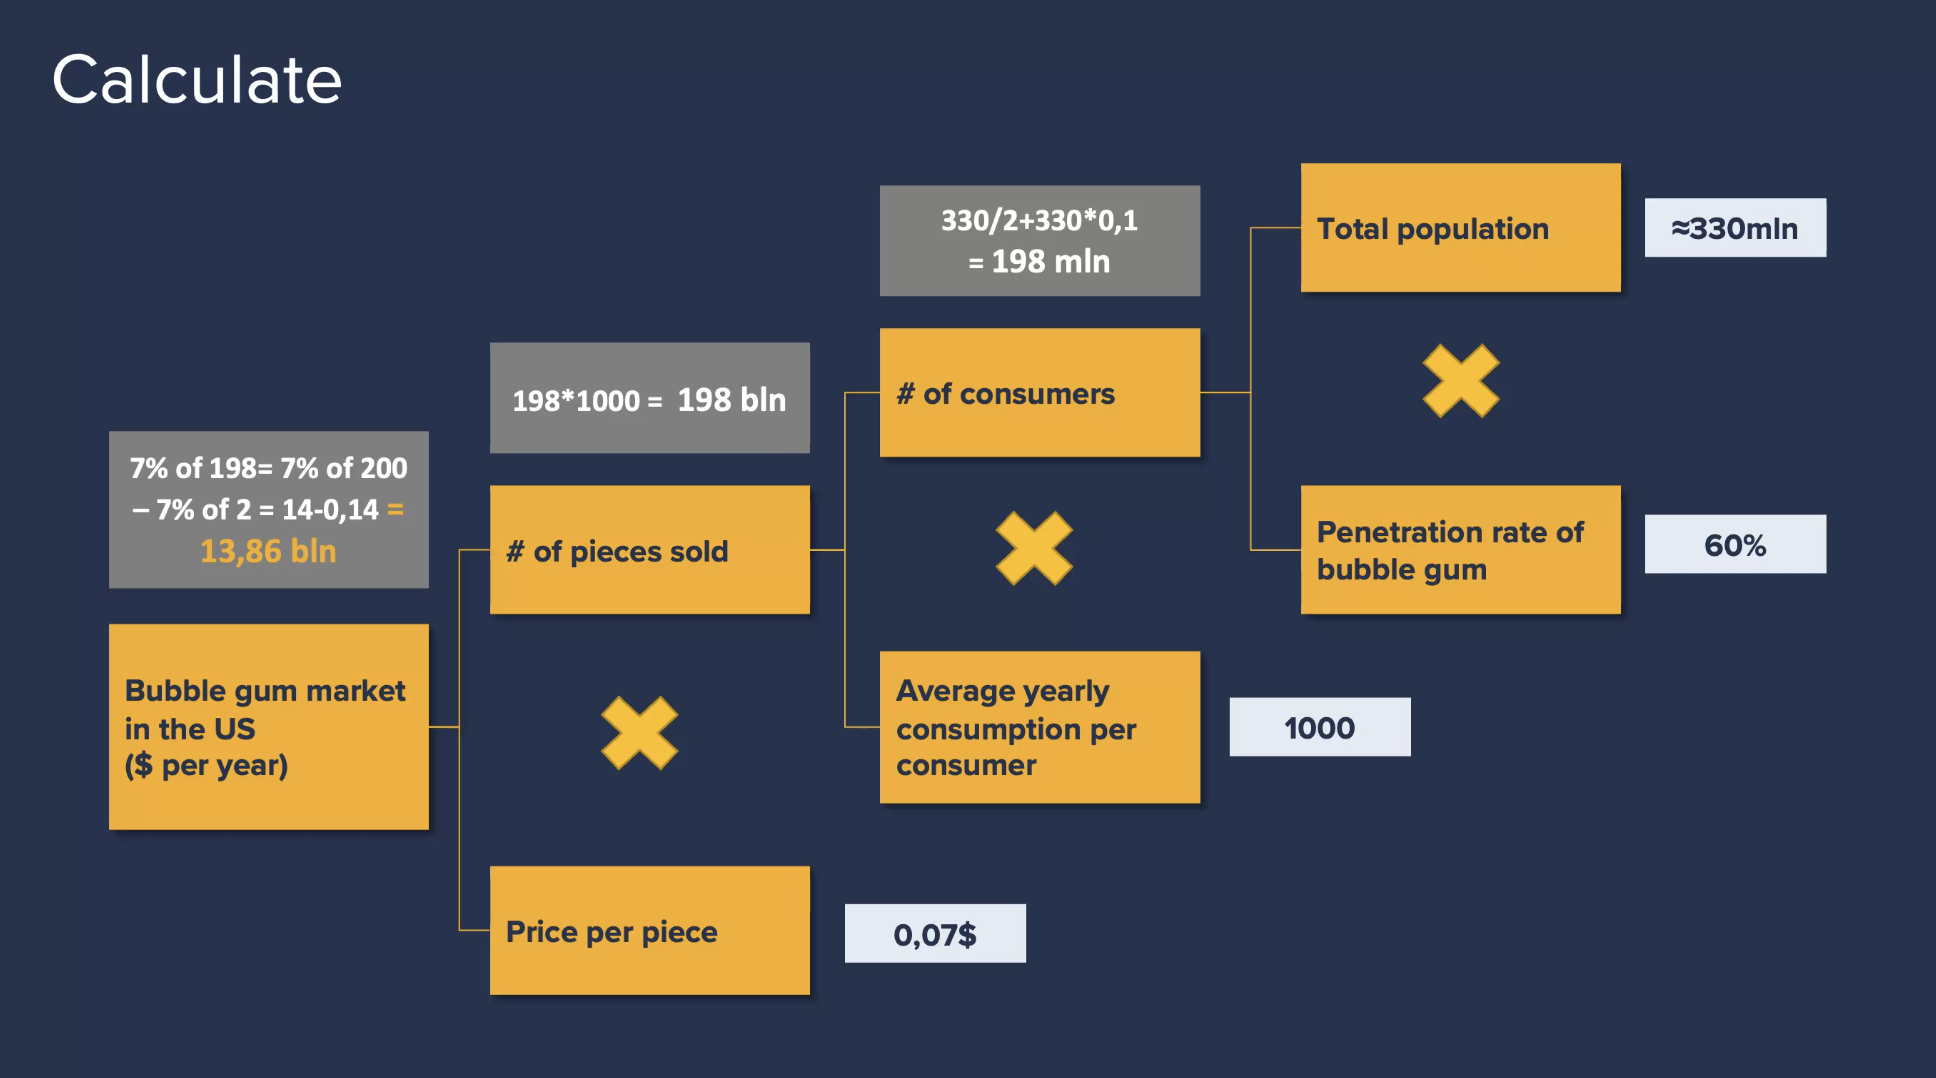 Calculate
7% of 198= 7% of 200
– 7% of 2 = 14-0,14 =
13,86 bln
Bubble gum market
in the US
($ per year)
198*1000 = 198 bln
# of pieces sold
Price per piece
0,07$
330/2+330*0,1
= 198 mln
# of consumers
Average yearly
consumption per
consumer
1000
Total population
≈330mln
Penetration rate of
bubble gum
60%